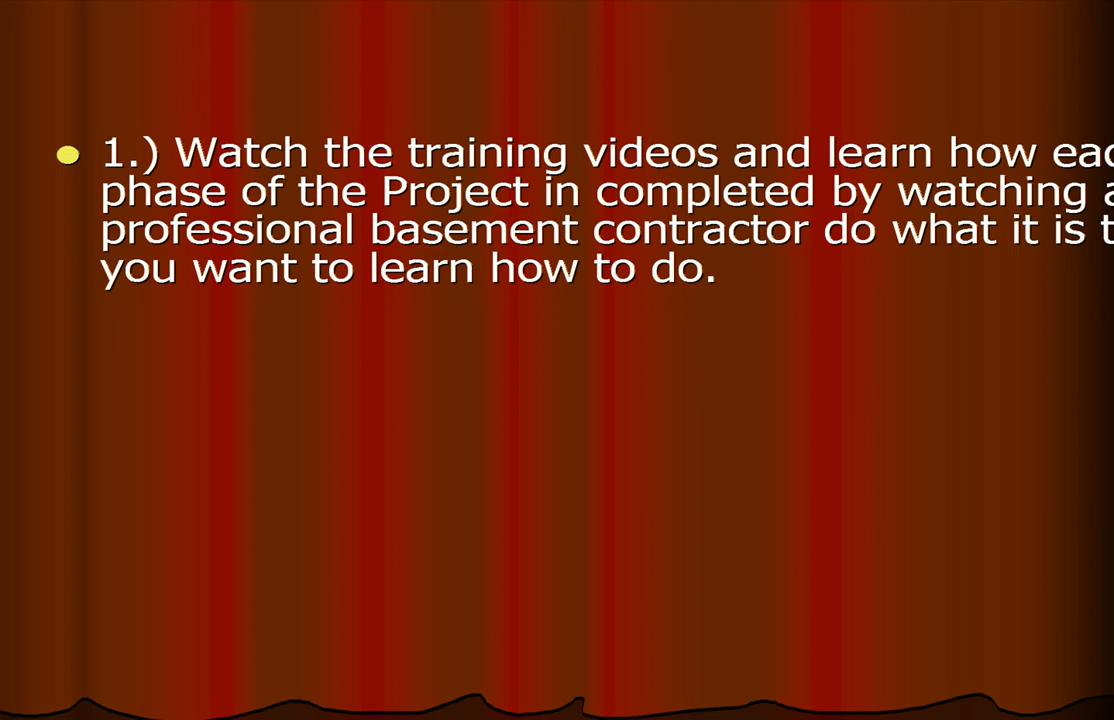 1.) Watch the training videos and learn how
phase of the Project in completed by watching
professional basement contractor do what it is
you want to learn how to do.